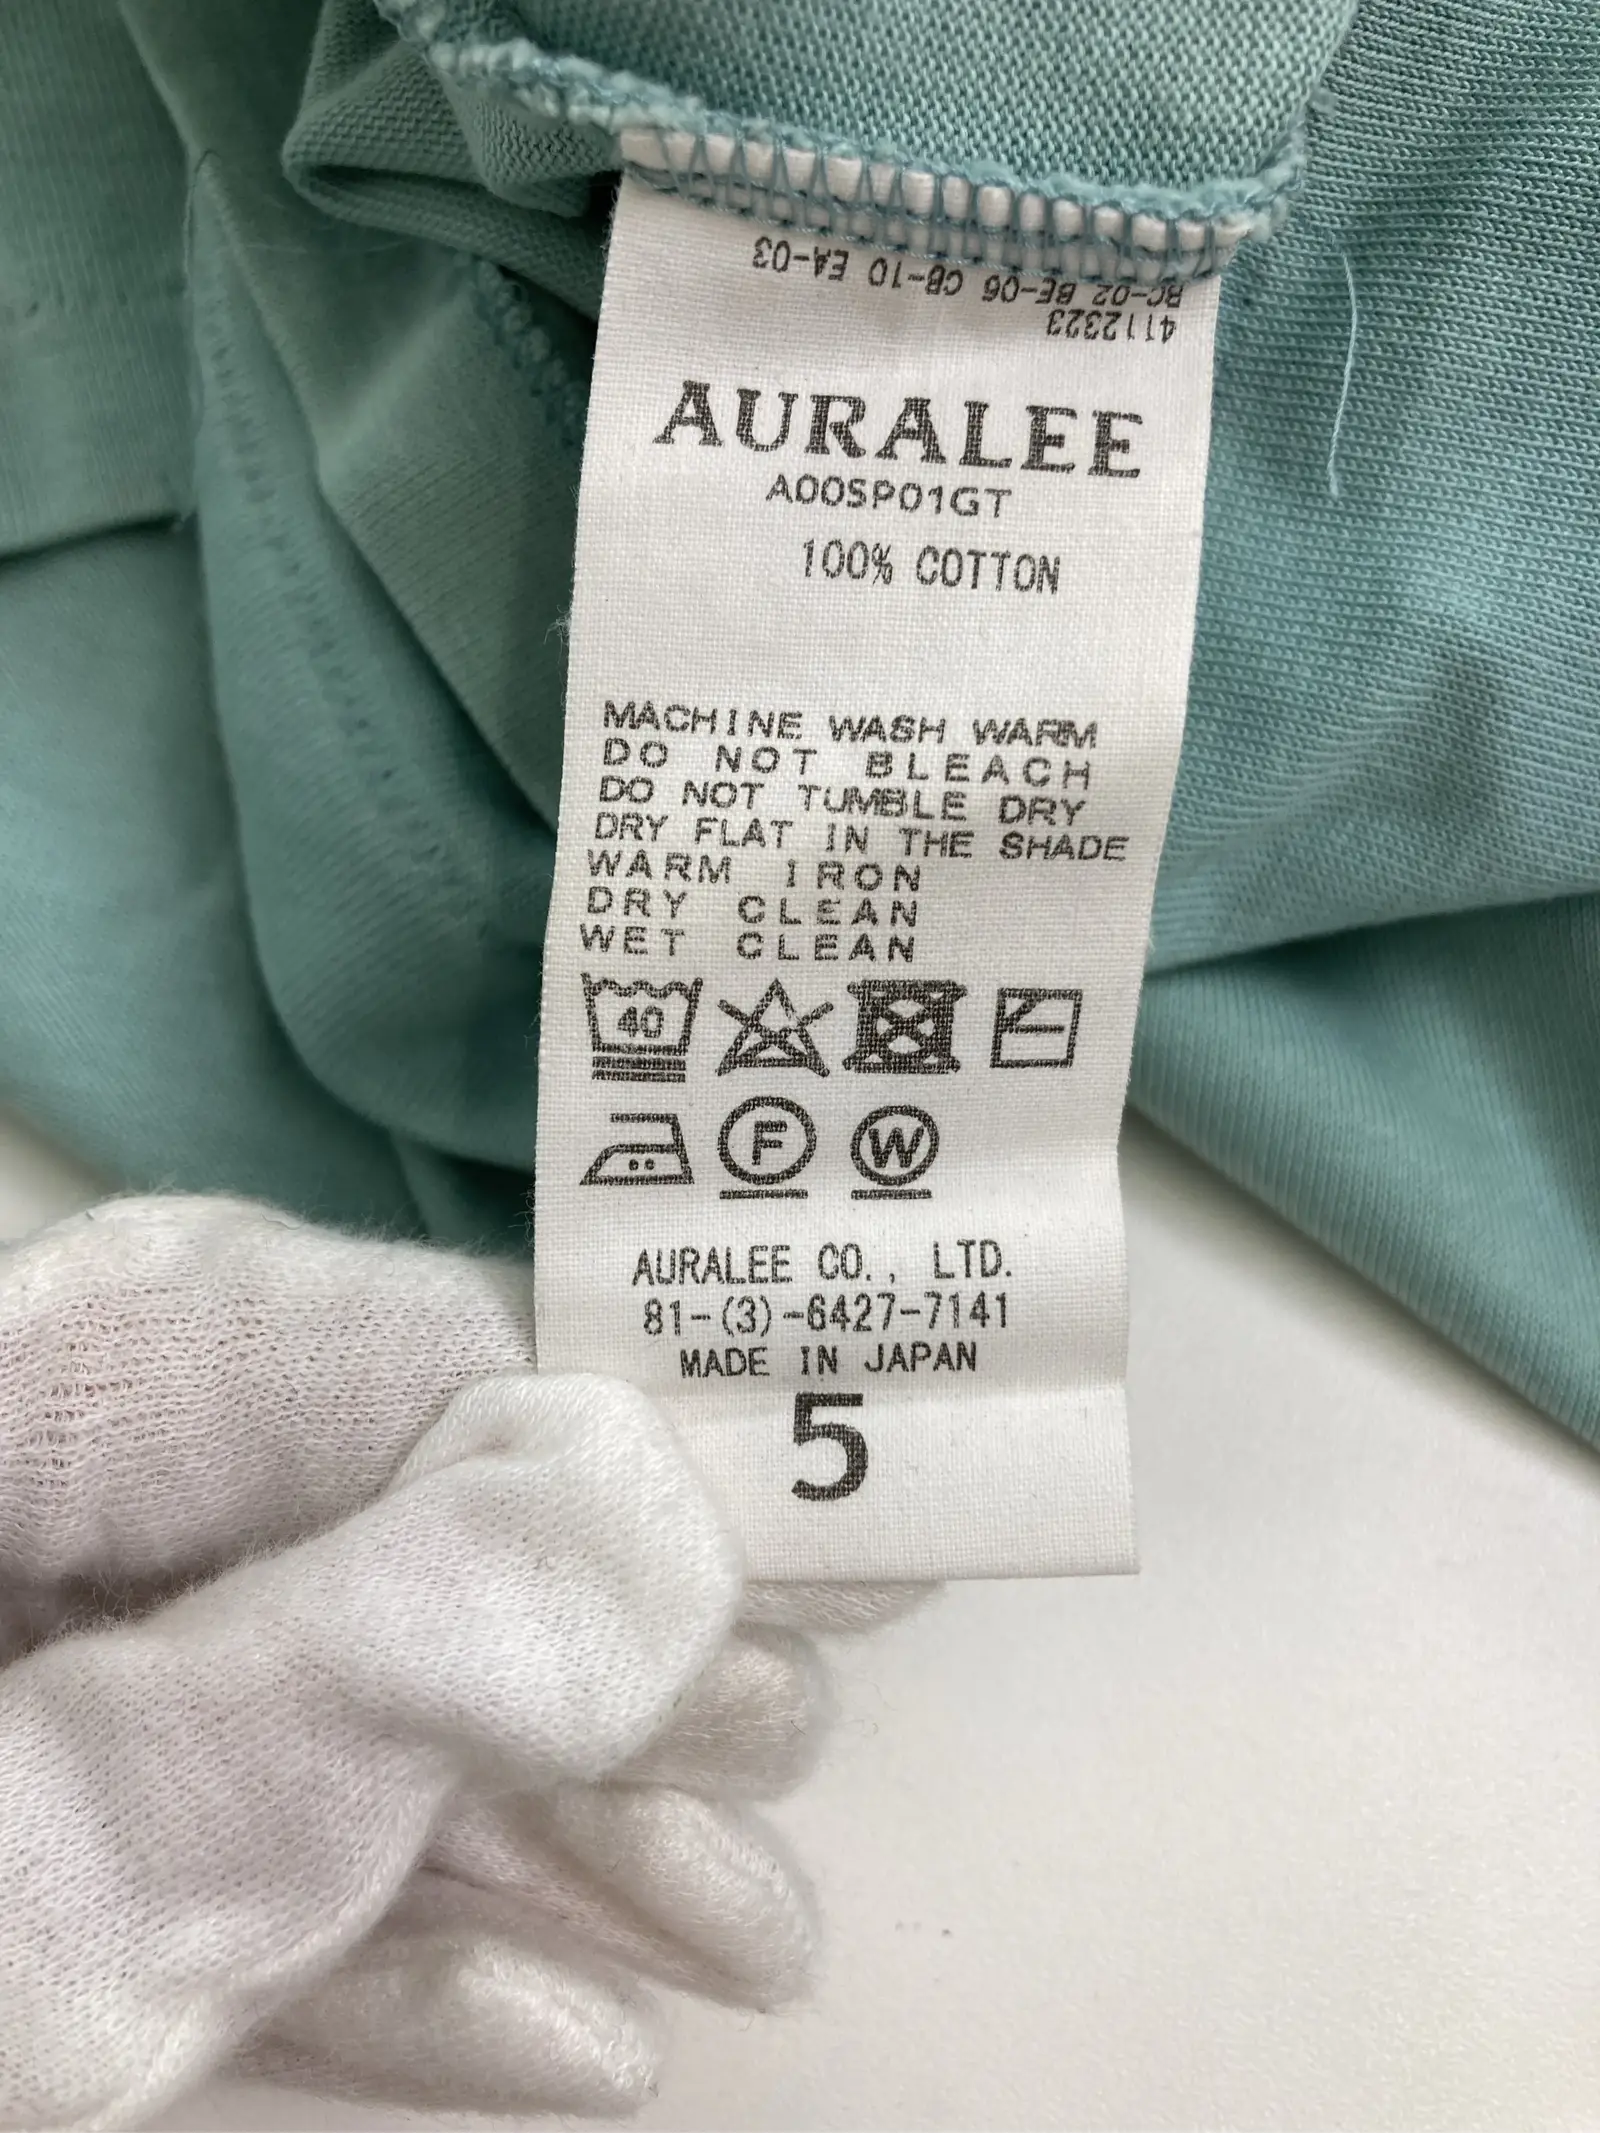 BC-02 BE-06 CB-10 EA-03
4112323
AURALEE
A00SP01GT
100% COTTON
MACHINE WASH WARM
DO NOT BLEACH
DO NOT TUMBLE DRY
DRY FLAT IN THE SHADE
WARM IRON
DRY CLEAN
WET CLEAN
40
F W
AURALEE CO., LTD.
81-(3)-6427-7141
MADE IN JAPAN
5